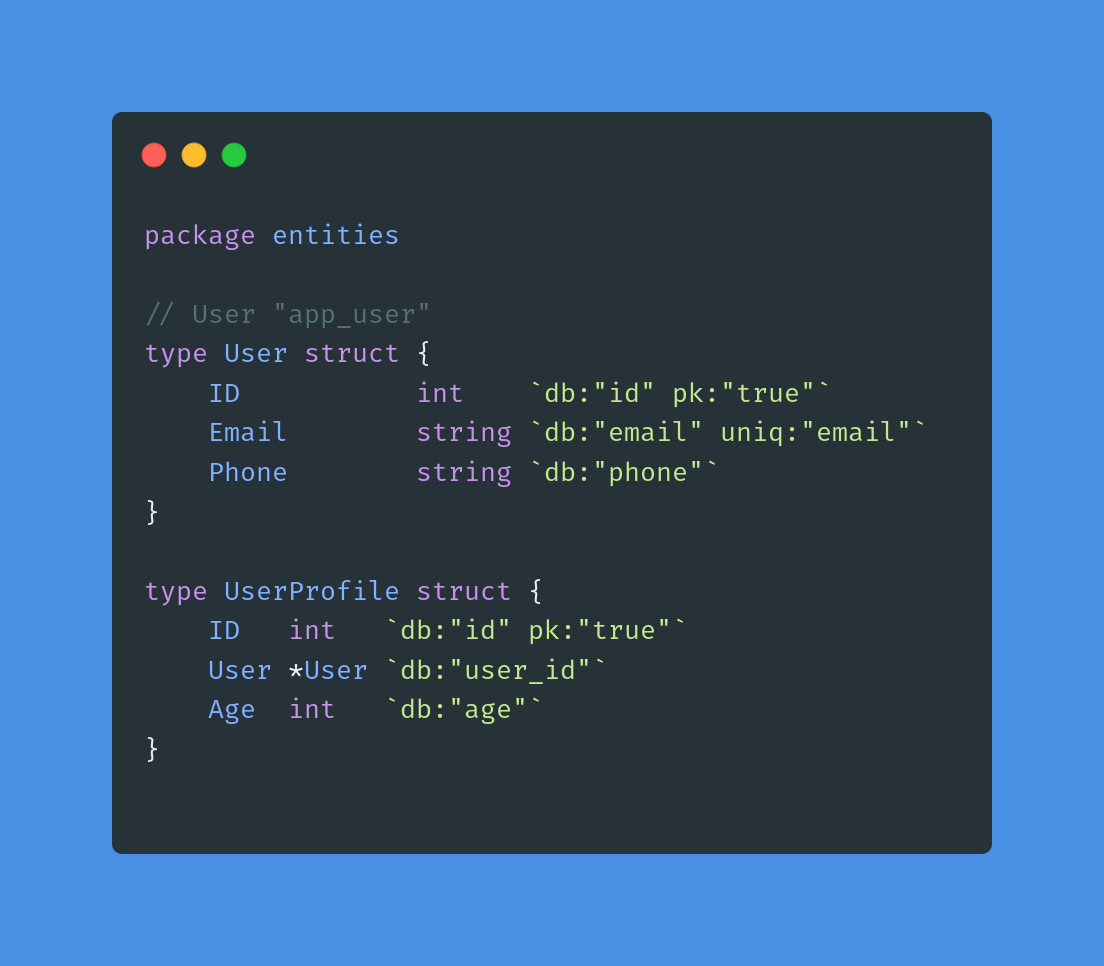 package entities

// User "app_user"
type User struct {
    ID           int    `db:"id" pk:"true"`
    Email        string `db:"email" uniq:"email"`
    Phone        string `db:"phone"`
}

type UserProfile struct {
    ID   int   `db:"id" pk:"true"`
    User *User `db:"user_id"`
    Age  int   `db:"age"`
}